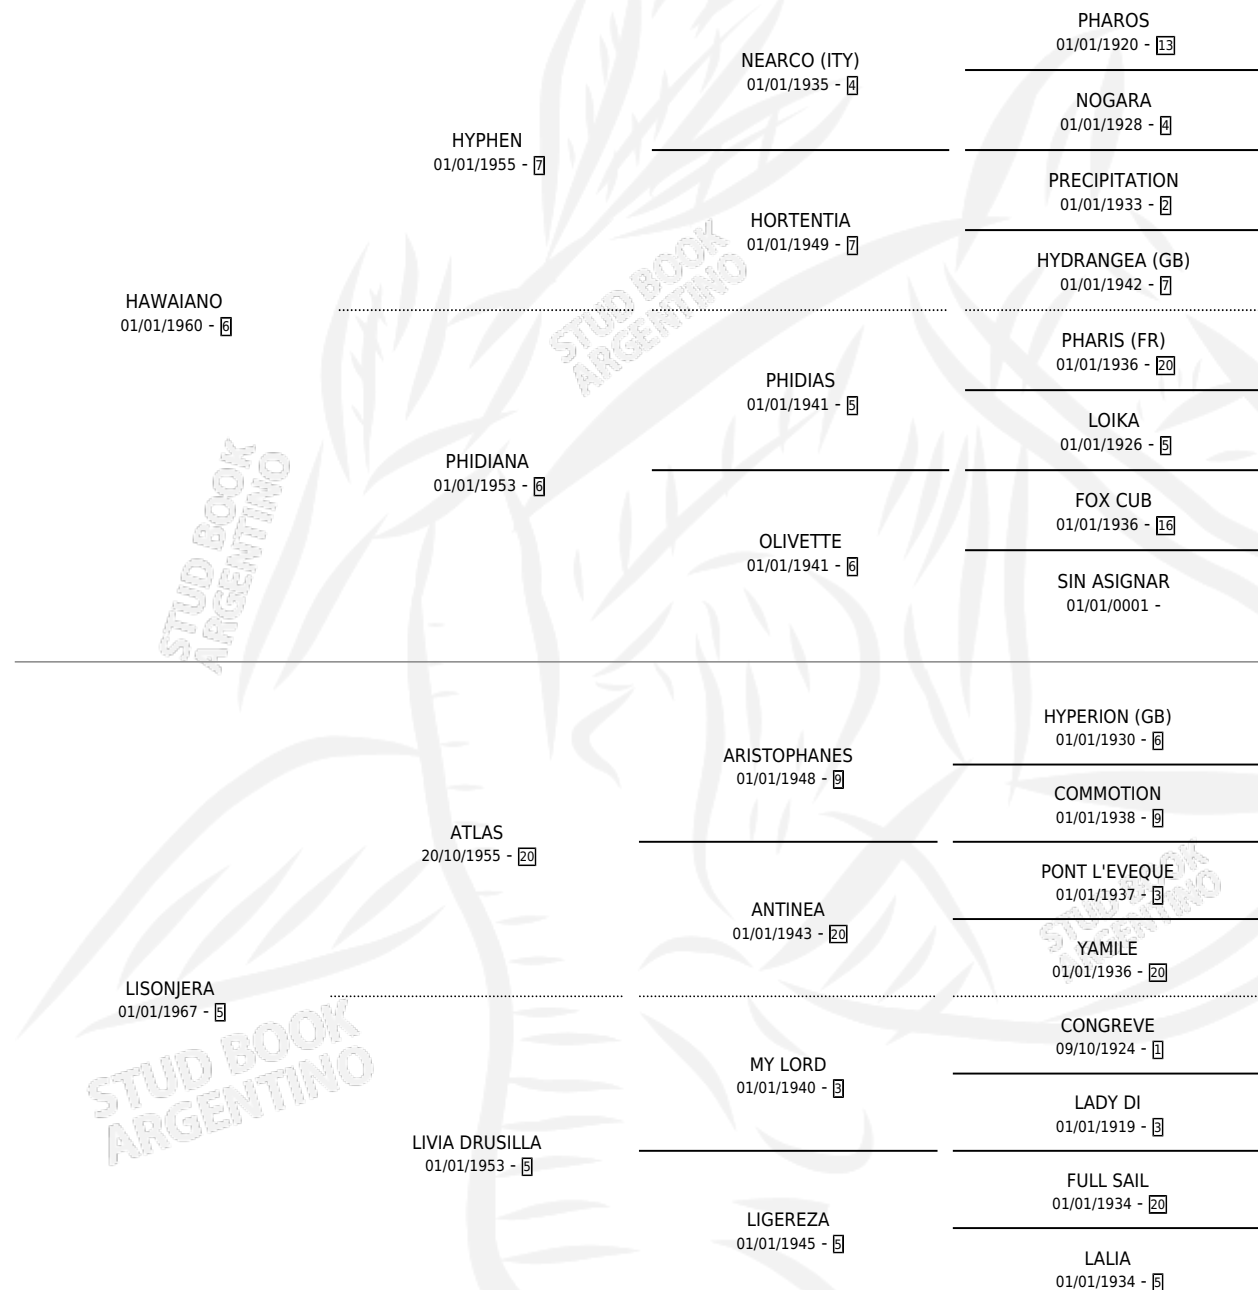 PHAROS
01/01/1920 - 13
NEARCO (ITY)
01/01/1935 - 4
NOGARA
01/01/1928 - 4
HYPHEN
01/01/1955 - 7
PRECIPITATION
01/01/1933 - 2
HORTENTIA
01/01/1949 - 7
HYDRANGEA (GB)
01/01/1942 - 7
HAWAIANO
01/01/1960 - 6
STUD BOOK
ARGENTINO
PHARIS (FR)
01/01/1936 - 20
PHIDIAS
01/01/1941 - 5
LOIKA
01/01/1926 - 5
PHIDIANA
01/01/1953 - 6
FOX CUB
01/01/1936 - 16
OLIVETTE
01/01/1941 - 6
SIN ASIGNAR
01/01/0001 -
STUD BOOK
ARGENTINO
HYPERION (GB)
01/01/1930 - 6
ARISTOPHANES
01/01/1948 - 9
COMMOTION
01/01/1938 - 9
ATLAS
20/10/1955 - 20
PONT L'EVEQUE
01/01/1937 - 3
ANTINEA
01/01/1943 - 20
YAMILE
01/01/1936 - 20
STUD BOOK
ARGENTINO
LISONJERA
01/01/1967 - 5
CONGREVE
09/10/1924 - 1
MY LORD
01/01/1940 - 3
LADY DI
01/01/1919 - 3
STUD BOOK
ARGENTINO
LIVIA DRUSILLA
01/01/1953 - 5
FULL SAIL
01/01/1934 - 20
LIGEREZA
01/01/1945 - 5
LALIA
01/01/1934 - 5